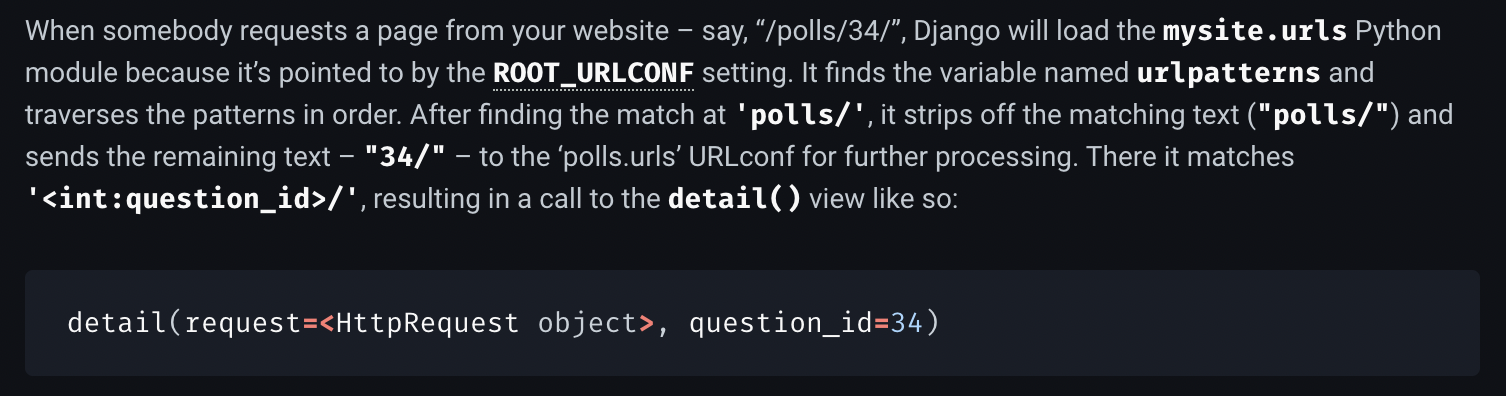 When somebody requests a page from your website – say, “/polls/34/”, Django will load the mysite.urls Python
module because it’s pointed to by the ROOT_URLCONF setting. It finds the variable named urlpatterns and
traverses the patterns in order. After finding the match at 'polls/', it strips off the matching text ("polls/") and
sends the remaining text – "34/" – to the ‘polls.urls’ URLconf for further processing. There it matches
'<int:question_id>/', resulting in a call to the detail() view like so:
detail(request=<HttpRequest object>, question_id=34)